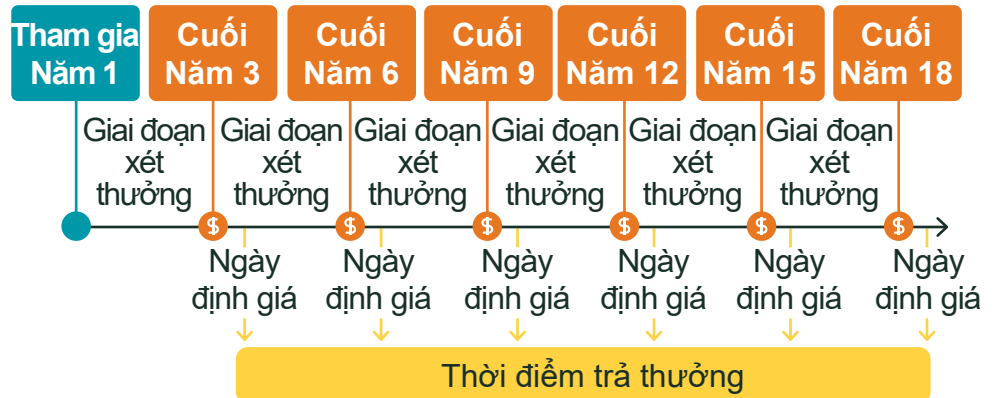 Tham gia
Năm 1
Cuối
Năm 3
Cuối
Năm 6
Cuối
Năm 9
Cuối
Năm 12
Cuối
Năm 15
Cuối
Năm 18
Giai đoạn
xét
thưởng
Giai đoạn
xét
thưởng
Giai đoạn
xét
thưởng
Giai đoạn
xét
thưởng
Giai đoạn
xét
thưởng
Giai đoạn
xét
thưởng
$ $ $ $ $ $
Ngày
định giá
Ngày
định giá
Ngày
định giá
Ngày
định giá
Ngày
định giá
Ngày
định giá
Thời điểm trả thưởng